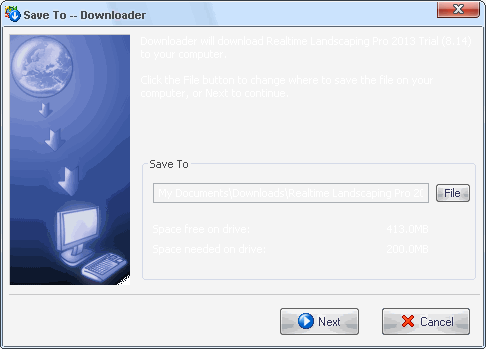 Save To -- Downloader
Downloader will download Realtime Landscaping Pro 2013 Trial (5.14)
to your computer.
Click the File button to change where to save the file on your
computer, or Next to continue.
Save To
My Documents\Downloads\Realtime Landscaping Pro 20
File
Space free on drive:
413.0MB
Space needed on drive:
200.0MB
Next
Cancel